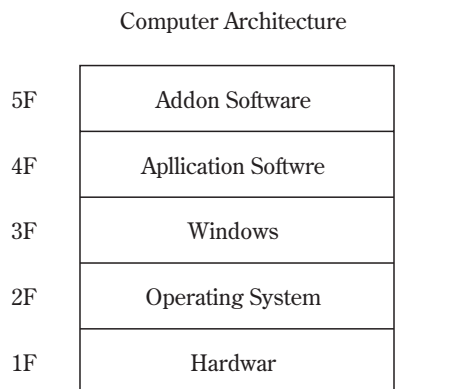 Computer Architecture
5F Addon Software
4F Apllication Softwre
3F Windows
2F Operating System
1F Hardwar